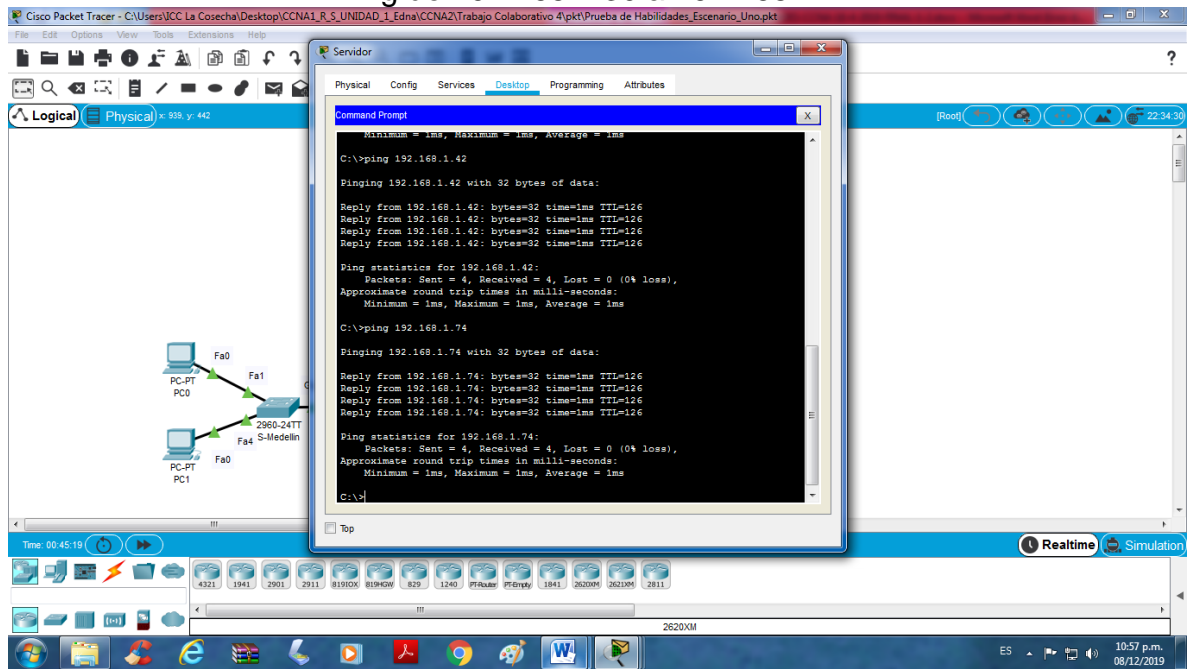 Cisco Packet Tracer - C:\Users\ICC La Cosecha\Desktop\CCNA1_R_S_UNIDAD_1_Edna\CCNA2\Trabajo Colaborativo 4\pkt\Prueba de Habilidades_Escenario_Uno.pkt
File Edit Options View Tools Extensions Help
Servidor
?
Physical Config Services Desktop Programming Attributes
Logical Physical x: 939, y: 442
[Root] 22:34:30
Command Prompt X
Minimum = 1ms, Maximum = 1ms, Average = 1ms
C:\>ping 192.168.1.42
Pinging 192.168.1.42 with 32 bytes of data:
Reply from 192.168.1.42: bytes=32 time=1ms TTL=126
Reply from 192.168.1.42: bytes=32 time=1ms TTL=126
Reply from 192.168.1.42: bytes=32 time=1ms TTL=126
Reply from 192.168.1.42: bytes=32 time=1ms TTL=126
Ping statistics for 192.168.1.42:
Packets: Sent = 4, Received = 4, Lost = 0 (0% loss),
Approximate round trip times in milli-seconds:
Minimum = 1ms, Maximum = 1ms, Average = 1ms
C:\>ping 192.168.1.74
Pinging 192.168.1.74 with 32 bytes of data:
Reply from 192.168.1.74: bytes=32 time=1ms TTL=126
Reply from 192.168.1.74: bytes=32 time=1ms TTL=126
Reply from 192.168.1.74: bytes=32 time=1ms TTL=126
Reply from 192.168.1.74: bytes=32 time=1ms TTL=126
Ping statistics for 192.168.1.74:
Packets: Sent = 4, Received = 4, Lost = 0 (0% loss),
Approximate round trip times in milli-seconds:
Minimum = 1ms, Maximum = 1ms, Average = 1ms
C:\>
Fa0
PC-PT
PC0
Fa1
2960-24TT
S-Medellin
Fa4
Fa0
PC-PT
PC1
Top
Time: 00:45:19
Realtime Simulation
4321 1941 2901 2911 819IOX 819HGW 829 1240 PT-Router PT-Empty 1841 2620XM 2621XM 2811
2620XM
ES
10:57 p.m.
08/12/2019